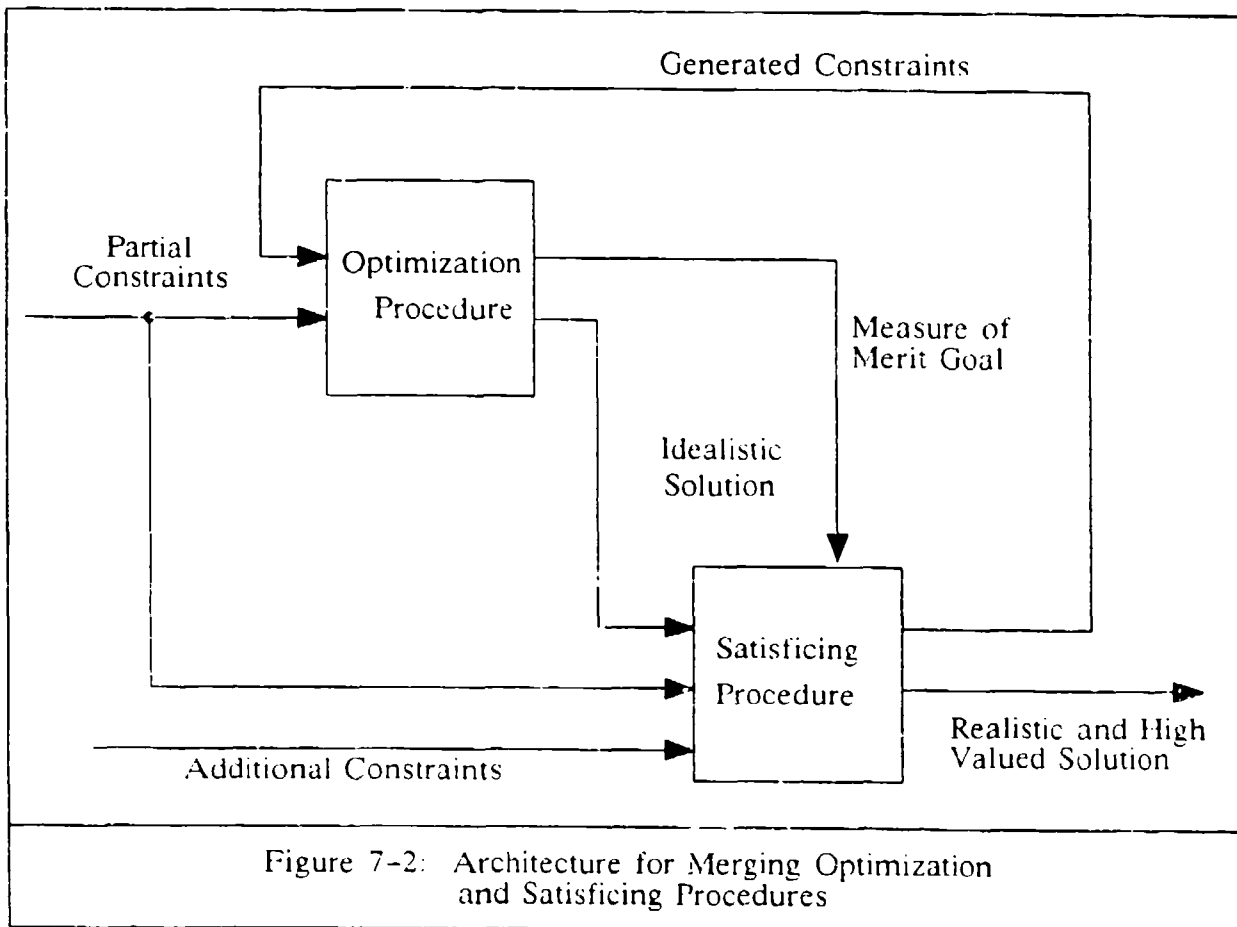 Generated Constraints
Partial
Constraints
Optimization
Procedure
Measure of
Merit Goal
Idealistic
Solution
Satisficing
Procedure
Realistic and High
Valued Solution
Additional Constraints
Figure 7-2: Architecture for Merging Optimization
and Satisficing Procedures